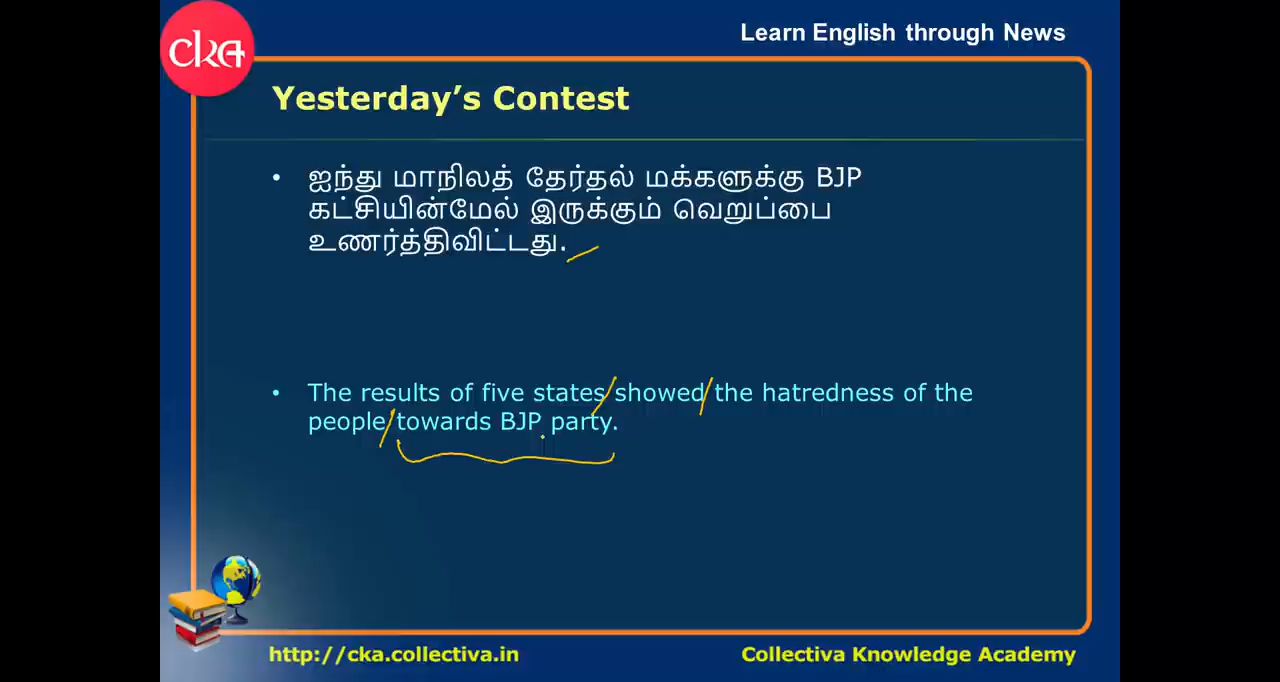 cka
Learn English through News
Yesterday’s Contest
• ஐந்து மாநிலத் தேர்தல் மக்களுக்கு BJP
கட்சியின்மேல் இருக்கும் வெறுப்பை
உணர்த்திவிட்டது.
• The results of five states showed the hatredness of the
people towards BJP party.
http://cka.collectiva.in
Collectiva Knowledge Academy